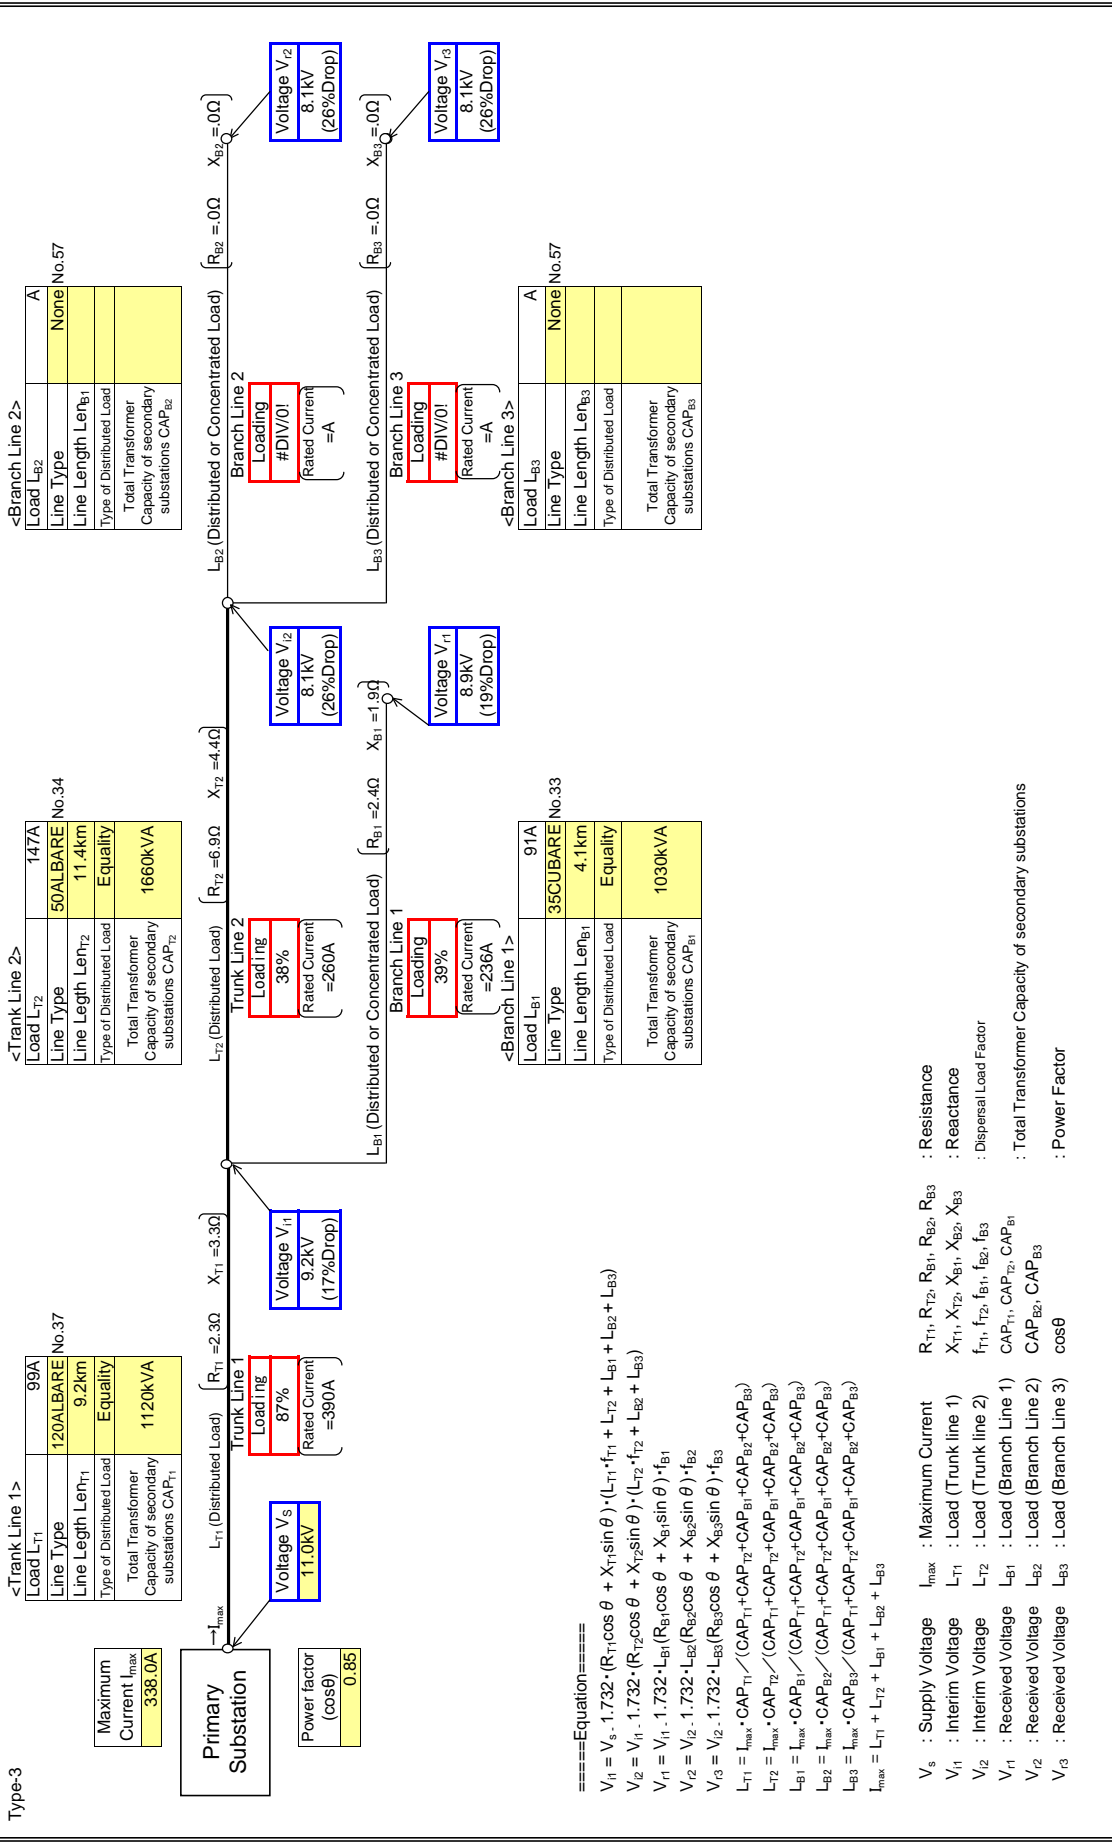 Type-3
Maximum
Current Imax
338.0A
Primary
Substation
Power factor
(cosθ)
0.85
→Imax
Voltage VS
11.0kV
<Trank Line 1>
Load LT1 99A
Line Type 120ALBARE No.37
Line Legth LenT1 9.2km
Type of Distributed Load Equality
Total Transformer
Capacity of secondary
substations CAPT1
1120kVA
LT1 (Distributed Load)
RT1 =2.3Ω XT1 =3.3Ω
Trunk Line 1
Loading
87%
Rated Current
=390A
Voltage Vi1
9.2kV
(17%Drop)
<Trank Line 2>
Load LT2 147A
Line Type 50ALBARE No.34
Line Length LenT2 11.4km
Type of Distributed Load Equality
Total Transformer
Capacity of secondary
substations CAPT2
1660kVA
LT2 (Distributed Load)
RT2 =6.9Ω XT2 =4.4Ω
Trunk Line 2
Loading
38%
Rated Current
=260A
Voltage Vi2
8.1kV
(26%Drop)
LB1 (Distributed or Concentrated Load)
RB1 =2.4Ω XB1 =1.9Ω
Branch Line 1
Loading
39%
Rated Current
=236A
Voltage Vr1
8.9kV
(19%Drop)
<Branch Line 1>
Load LB1 91A
Line Type 35CUBARE No.33
Line Length LenB1 4.1km
Type of Distributed Load Equality
Total Transformer
Capacity of secondary
substations CAPB1
1030kVA
<Branch Line 2>
Load LB2 A
Line Type None No.57
Line Length LenB1
Type of Distributed Load
Total Transformer
Capacity of secondary
substations CAPB2
LB2 (Distributed or Concentrated Load)
RB2 =.0Ω XB2 =.0Ω
Branch Line 2
Loading
#DIV/0!
Rated Current
=A
Voltage Vr2
8.1kV
(26%Drop)
LB3 (Distributed or Concentrated Load)
RB3 =.0Ω XB3 =.0Ω
Branch Line 3
Loading
#DIV/0!
Rated Current
=A
Voltage Vr3
8.1kV
(26%Drop)
<Branch Line 3>
Load LB3 A
Line Type None No.57
Line Length LenB3
Type of Distributed Load
Total Transformer
Capacity of secondary
substations CAPB3
=====Equation=====
Vi1 = Vs - 1.732・(RT1cos θ + XT1sin θ)・(LT1・fT1 + LT2 + LB1 + LB2 + LB3)
Vi2 = Vi1 - 1.732・(RT2cos θ + XT2sin θ)・(LT2・fT2 + LB2 + LB3)
Vr1 = Vi1 - 1.732・LB1(RB1cos θ + XB1sin θ)・fB1
Vr2 = Vi2 - 1.732・LB2(RB2cos θ + XB2sin θ)・fB2
Vr3 = Vi2 - 1.732・LB3(RB3cos θ + XB3sin θ)・fB3
LT1 = Imax・CAPT1／(CAPT1+CAPT2+CAPB1+CAPB2+CAPB3)
LT2 = Imax・CAPT2／(CAPT1+CAPT2+CAPB1+CAPB2+CAPB3)
LB1 = Imax・CAPB1／(CAPT1+CAPT2+CAPB1+CAPB2+CAPB3)
LB2 = Imax・CAPB2／(CAPT1+CAPT2+CAPB1+CAPB2+CAPB3)
LB3 = Imax・CAPB3／(CAPT1+CAPT2+CAPB1+CAPB2+CAPB3)
Imax = LT1 + LT2 + LB1 + LB2 + LB3
Vs : Supply Voltage Imax : Maximum Current RT1, RT2, RB1, RB2, RB3 : Resistance
Vi1 : Interim Voltage LT1 : Load (Trunk line 1) XT1, XT2, XB1, XB2, XB3 : Reactance
Vi2 : Interim Voltage LT2 : Load (Trunk line 2) fT1, fT2, fB1, fB2, fB3 : Dispersal Load Factor
Vr1 : Received Voltage LB1 : Load (Branch Line 1) CAPT1, CAPT2, CAPB1
Vr2 : Received Voltage LB2 : Load (Branch Line 2) CAPB2, CAPB3 : Total Transformer Capacity of secondary substations
Vr3 : Received Voltage LB3 : Load (Branch Line 3) cosθ : Power Factor